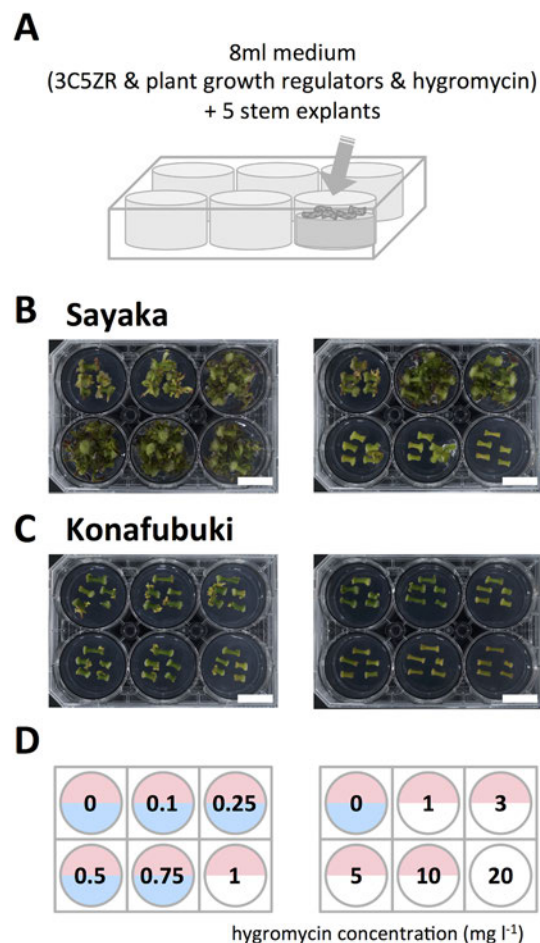 A
8ml medium
(3C5ZR & plant growth regulators & hygromycin)
+ 5 stem explants
B Sayaka
C Konafubuki
D
0 0.1 0.25 0 1 3
0.5 0.75 1 5 10 20
hygromycin concentration (mg l⁻¹)